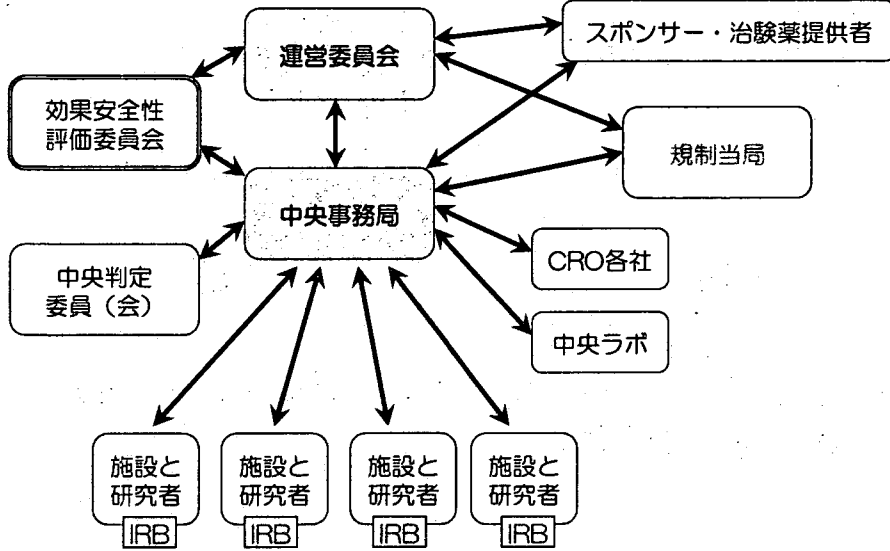 運営委員会
スポンサー・治験薬提供者
効果安全性
評価委員会
規制当局
中央事務局
中央判定
委員（会）
CRO各社
中央ラボ
施設と
研究者
IRB
施設と
研究者
IRB
施設と
研究者
IRB
施設と
研究者
IRB